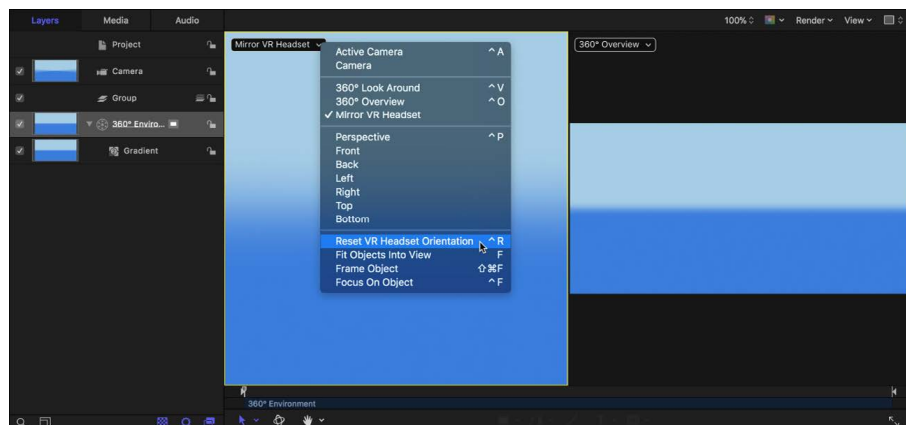 Layers Media Audio
100% Render View
Project
Camera
Group
360° Enviro...
Gradient
Mirror VR Headset
360° Overview
Active Camera ^A
Camera
360° Look Around ^V
360° Overview ^O
✓ Mirror VR Headset
Perspective ^P
Front
Back
Left
Right
Top
Bottom
Reset VR Headset Orientation ^R
Fit Objects Into View F
Frame Object ⇧⌘F
Focus On Object ^F
360° Environment